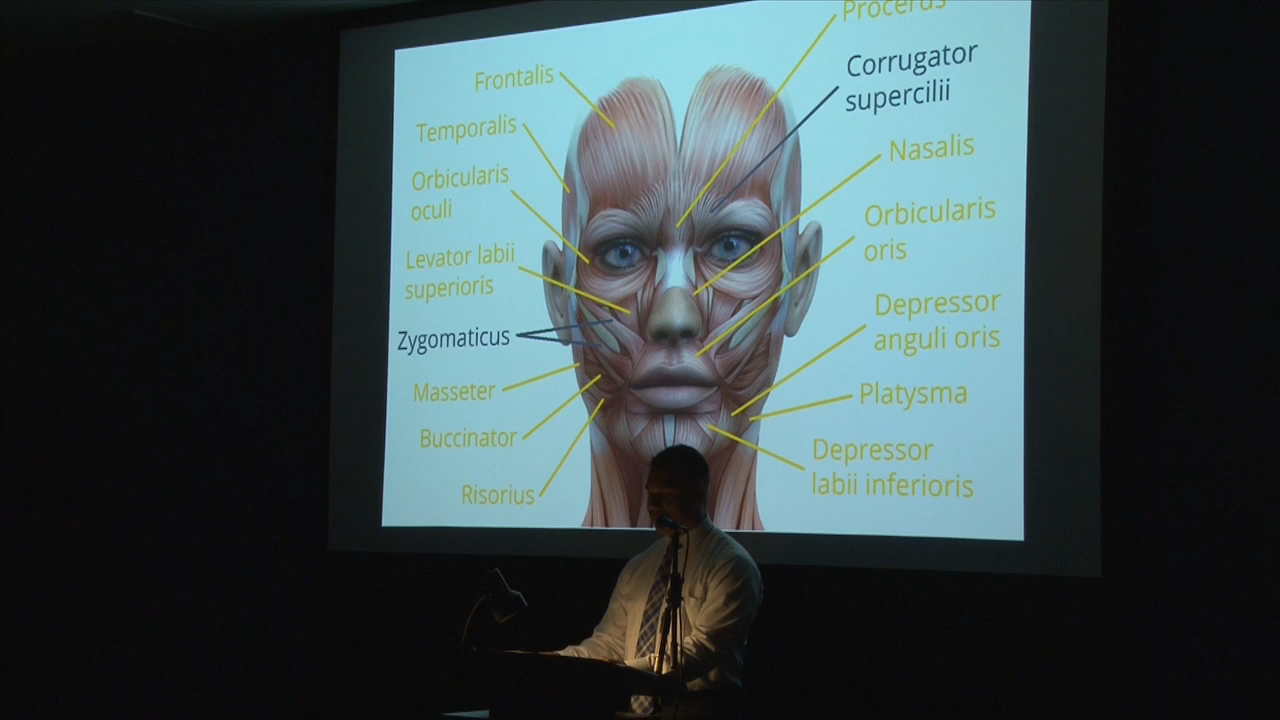 Frontalis
Temporalis
Orbicularis
oculi
Levator labii
superioris
Zygomaticus
Masseter
Buccinator
Risorius
Procerus
Corrugator
supercilii
Nasalis
Orbicularis
oris
Depressor
anguli oris
Platysma
Depressor
labii inferioris